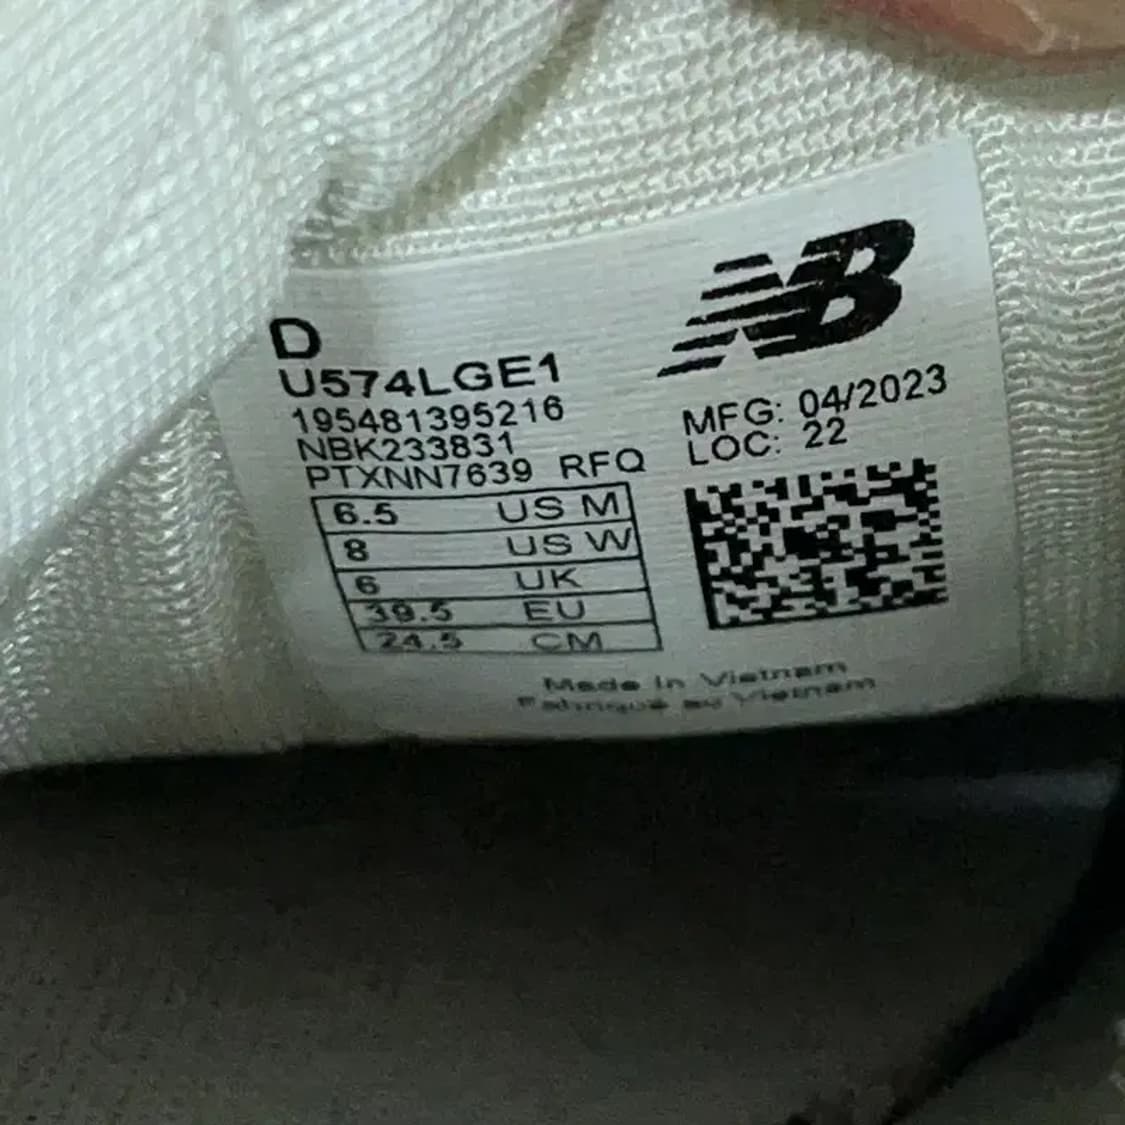 NB
D
U574LGE1
195481395216
NBK233831
PTXNN7639 RFQ
MFG: 04/2023
LOC: 22
6.5 US M
8 US W
6 UK
39.5 EU
24.5 CM
Made in Vietnam
Fabriqué au Vietnam